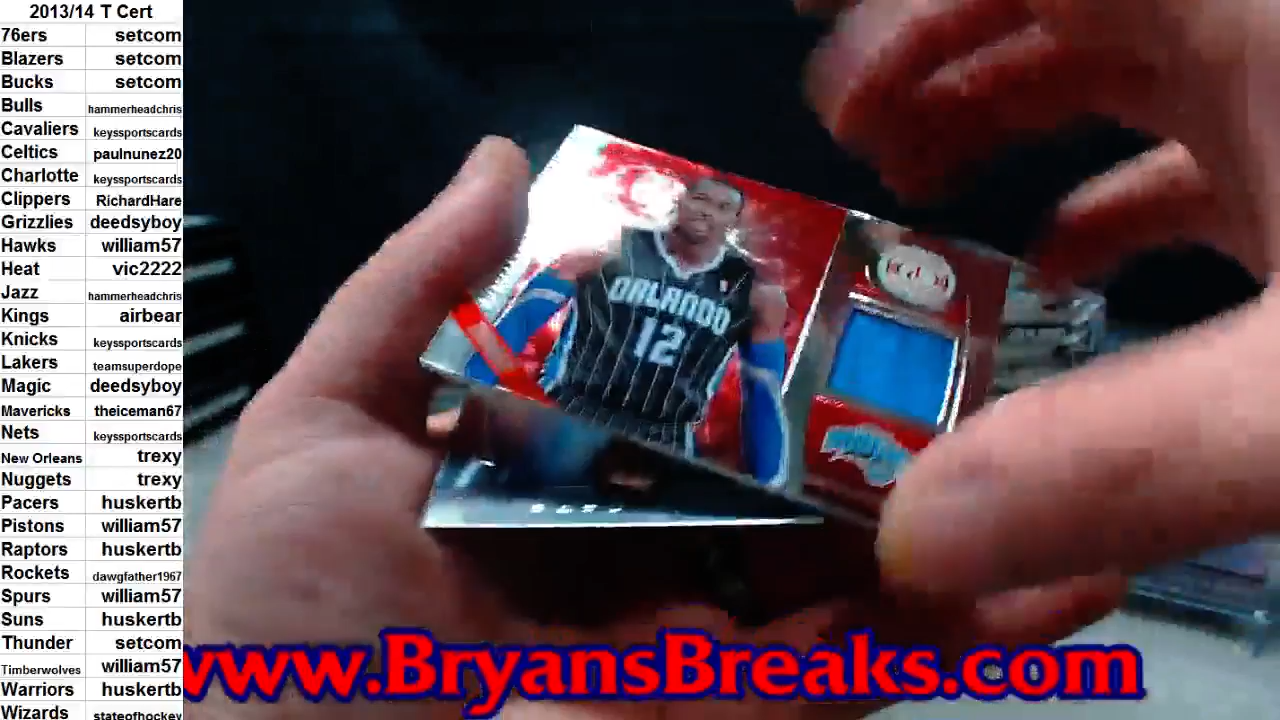 2013/14 T Cert
76ers setcom
Blazers setcom
Bucks setcom
Bulls hammerheadchris
Cavaliers keyssportscards
Celtics paulnunez20
Charlotte keyssportscards
Clippers RichardHare
Grizzlies deedsyboy
Hawks william57
Heat vic2222
Jazz hammerheadchris
Kings airbear
Knicks keyssportscards
Lakers teamsuperdope
Magic deedsyboy
Mavericks theiceman67
Nets keyssportscards
New Orleans trexy
Nuggets trexy
Pacers huskertb
Pistons william57
Raptors huskertb
Rockets dawgfather1967
Spurs william57
Suns huskertb
Thunder setcom
Timberwolves william57
Warriors huskertb
Wizards stateofhockey
ORLANDO
12
www.BryansBreaks.com